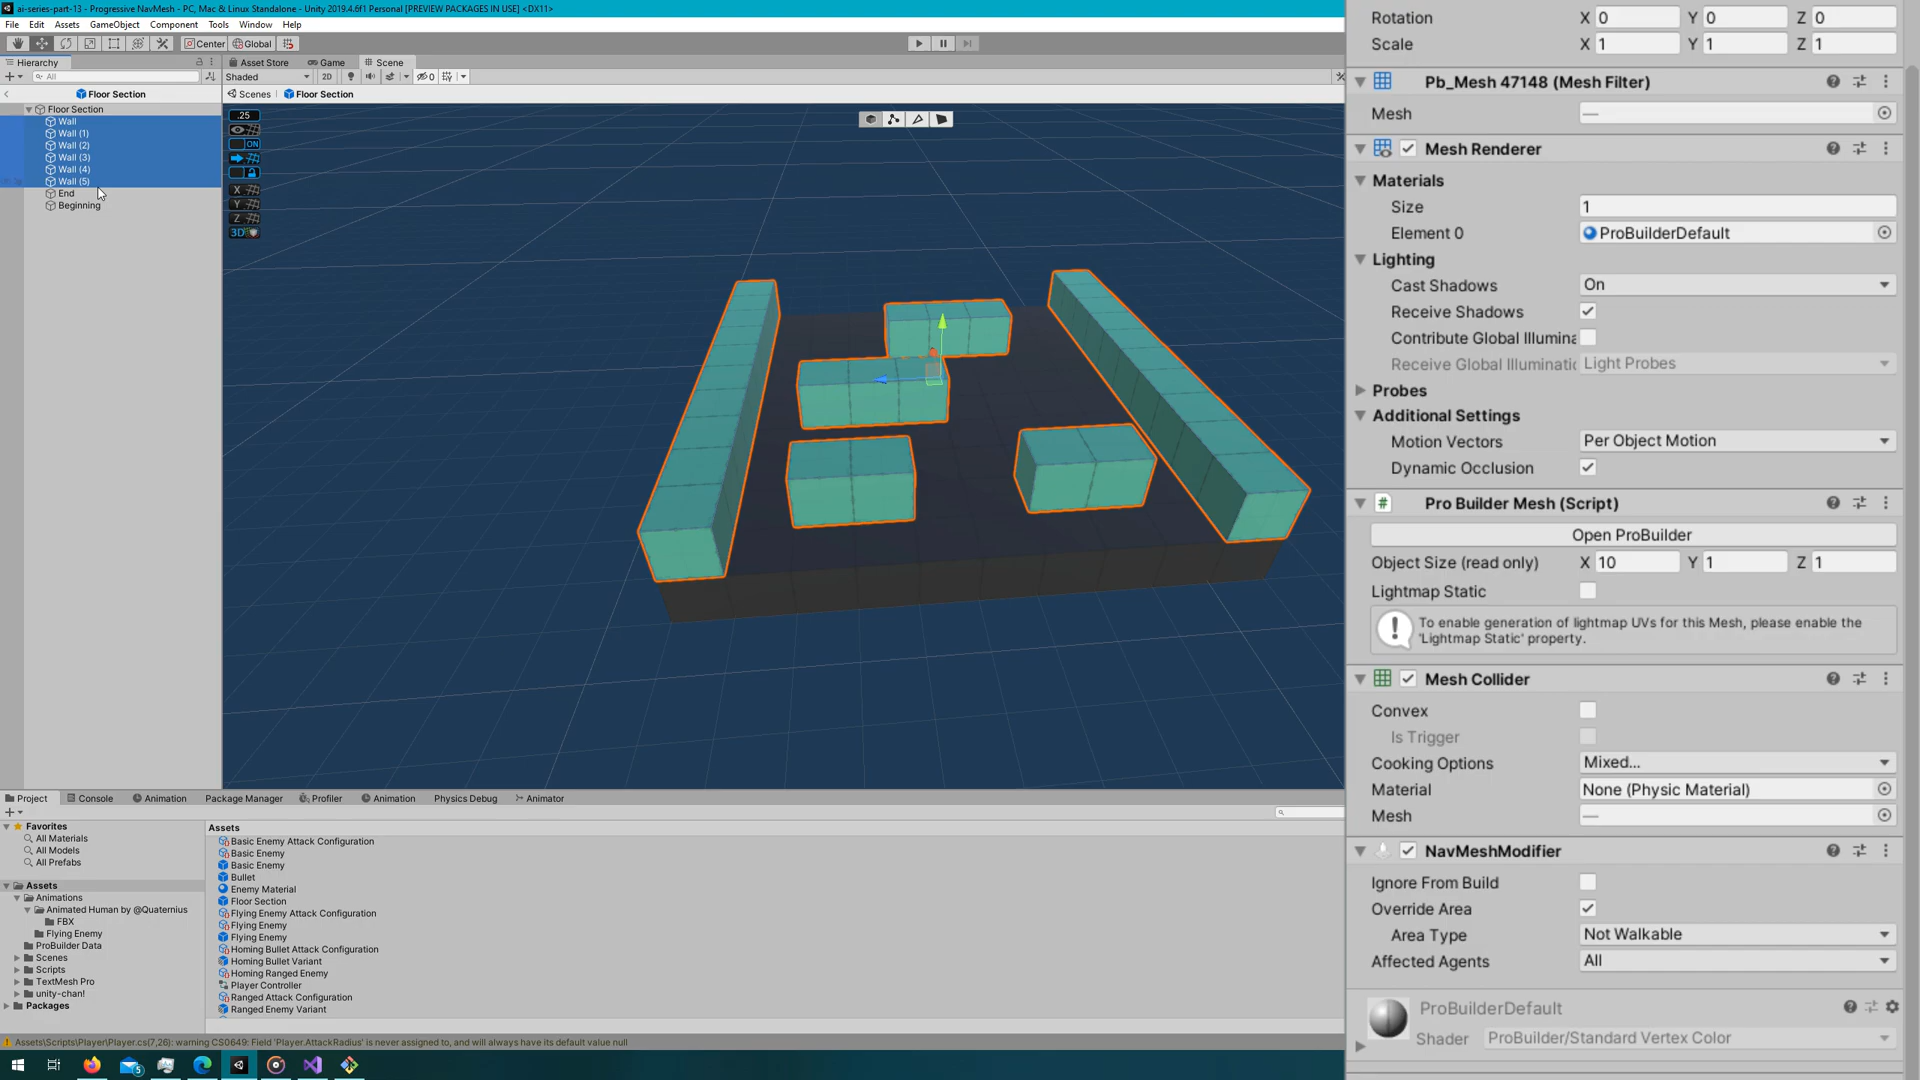 ai-series-part-13 - Progressive NavMesh - PC, Mac & Linux Standalone - Unity 2019.4.6f1 Personal [PREVIEW PACKAGES IN USE] <DX11>
File Edit Assets GameObject Component Tools Window Help
Center Global
Hierarchy
All
Floor Section
Floor Section
Wall
Wall (1)
Wall (2)
Wall (3)
Wall (4)
Wall (5)
End
Beginning
Asset Store Game Scene
Shaded 2D 0
Scenes Floor Section
.25
ON
X
Y
Z
3D
Project Console Animation Package Manager Profiler Animation Physics Debug Animator
Favorites
All Materials
All Models
All Prefabs
Assets
Animations
Animated Human by @Quaternius
FBX
Flying Enemy
ProBuilder Data
Scenes
Scripts
TextMesh Pro
unity-chan!
Packages
Assets
Basic Enemy Attack Configuration
Basic Enemy
Basic Enemy
Bullet
Enemy Material
Floor Section
Flying Enemy Attack Configuration
Flying Enemy
Flying Enemy
Homing Bullet Attack Configuration
Homing Bullet Variant
Homing Ranged Enemy
Player Controller
Ranged Attack Configuration
Ranged Enemy Variant
Assets\Scripts\Player\Player.cs(7,26): warning CS0649: Field 'Player.AttackRadius' is never assigned to, and will always have its default value null
5
Rotation X 0 Y 0 Z 0
Scale X 1 Y 1 Z 1
Pb_Mesh 47148 (Mesh Filter)
Mesh —
Mesh Renderer
Materials
Size 1
Element 0 ProBuilderDefault
Lighting
Cast Shadows On
Receive Shadows
Contribute Global Illumina
Receive Global Illuminati Light Probes
Probes
Additional Settings
Motion Vectors Per Object Motion
Dynamic Occlusion
# Pro Builder Mesh (Script)
Open ProBuilder
Object Size (read only) X 10 Y 1 Z 1
Lightmap Static
To enable generation of lightmap UVs for this Mesh, please enable the
'Lightmap Static' property.
Mesh Collider
Convex
Is Trigger
Cooking Options Mixed...
Material None (Physic Material)
Mesh —
NavMeshModifier
Ignore From Build
Override Area
Area Type Not Walkable
Affected Agents All
ProBuilderDefault
Shader ProBuilder/Standard Vertex Color